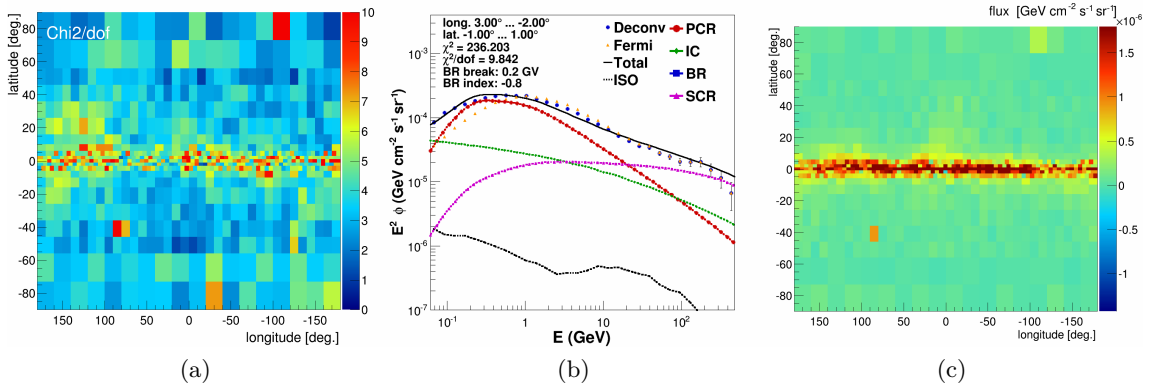 Chi2/dof
latitude [deg.]
80
60
40
20
0
-20
-40
-60
-80
150 100 50 0 -50 -100 -150
longitude [deg.]
10
9
8
7
6
5
4
3
2
1
0
(a)
long. 3.00° ... -2.00°
lat. -1.00° ... 1.00°
χ² = 236.203
χ²/dof = 9.842
BR break: 0.2 GV
BR index: -0.8
Deconv
Fermi
Total
ISO
PCR
IC
BR
SCR
E² ϕ (GeV cm⁻² s⁻¹ sr⁻¹)
10⁻³
10⁻⁴
10⁻⁵
10⁻⁶
10⁻⁷
10⁻¹ 1 10 10²
E (GeV)
(b)
flux [GeV cm⁻² s⁻¹ sr¹]
×10⁻⁶
latitude [deg.]
80
60
40
20
0
-20
-40
-60
-80
150 100 50 0 -50 -100 -150
longitude [deg.]
1.5
1
0.5
0
-0.5
-1
(c)